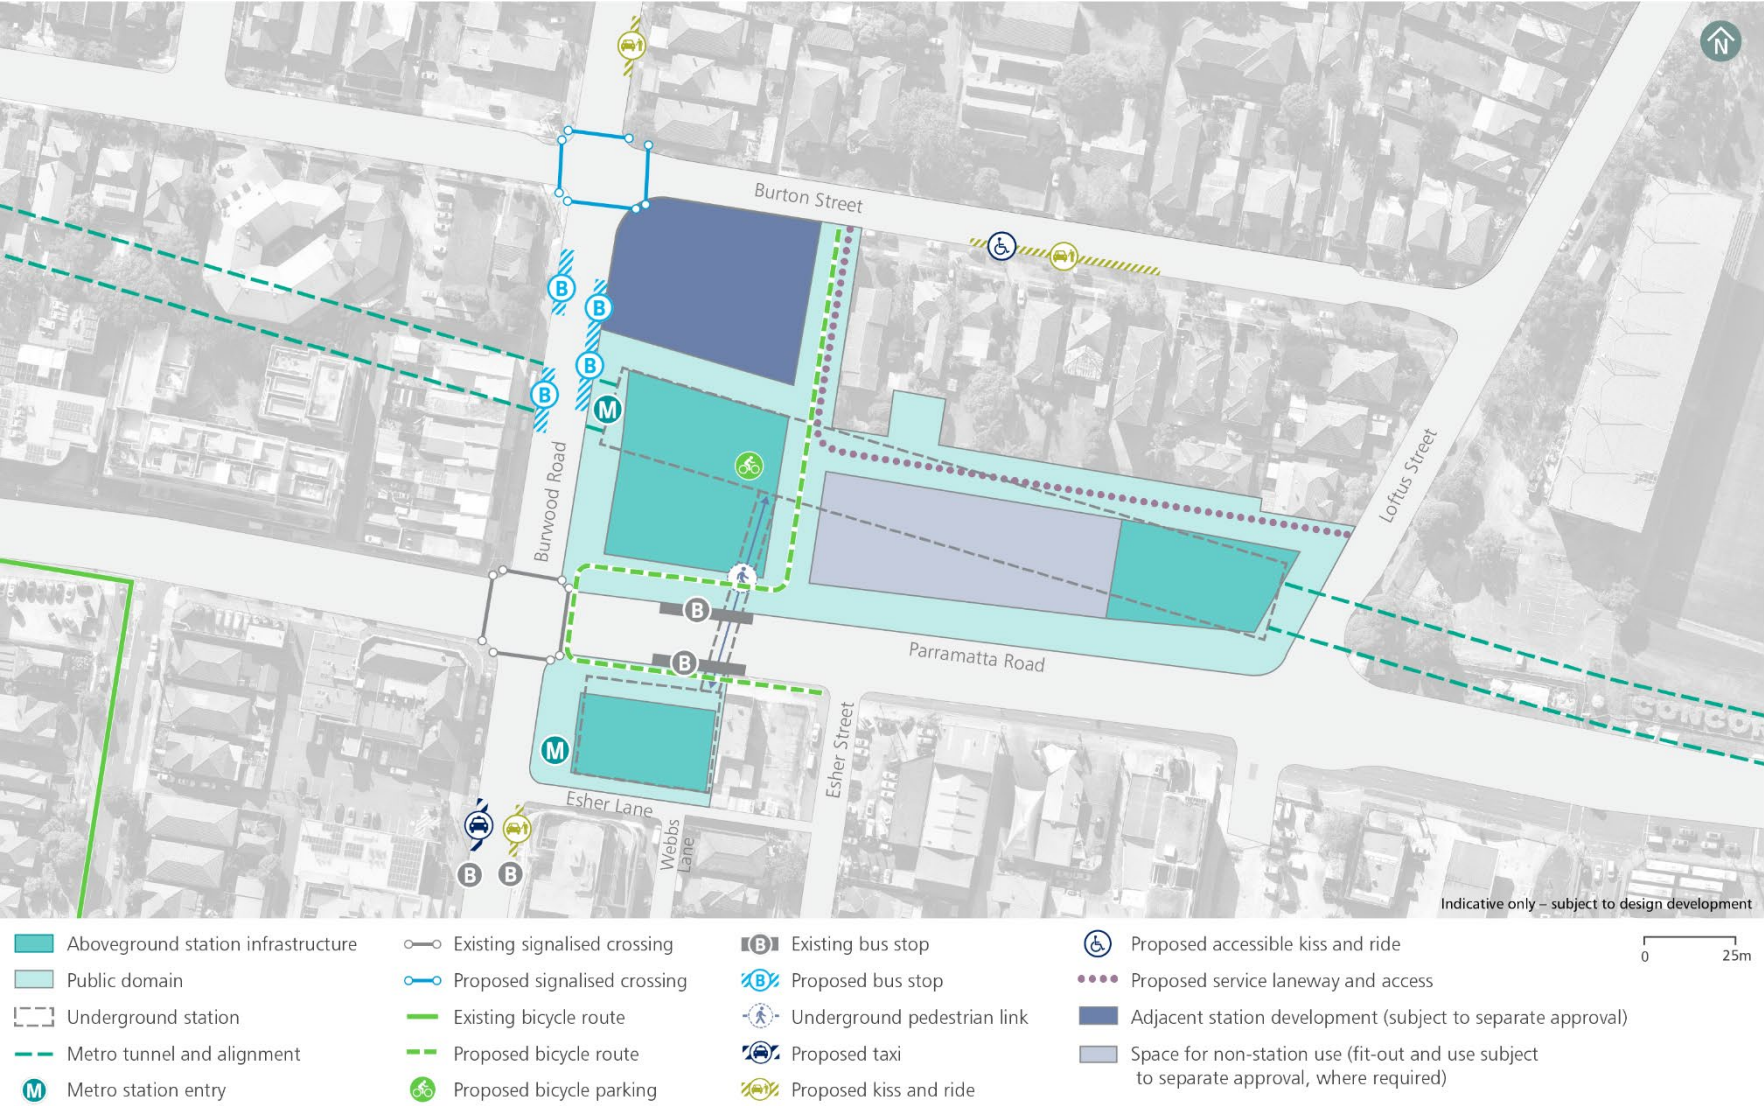 N
Burton Street
B
B
B
B
M
Burwood Road
Loftus Street
B
B
Parramatta Road
M
Esher Street
Esher Lane
Webbs
Lane
B
B
Indicative only – subject to design development
Aboveground station infrastructure
Public domain
Underground station
Metro tunnel and alignment
M Metro station entry
Existing signalised crossing
Proposed signalised crossing
Existing bicycle route
Proposed bicycle route
Proposed bicycle parking
B Existing bus stop
B Proposed bus stop
Underground pedestrian link
Proposed taxi
Proposed kiss and ride
Proposed accessible kiss and ride
Proposed service laneway and access
Adjacent station development (subject to separate approval)
Space for non-station use (fit-out and use subject
to separate approval, where required)
0 25m